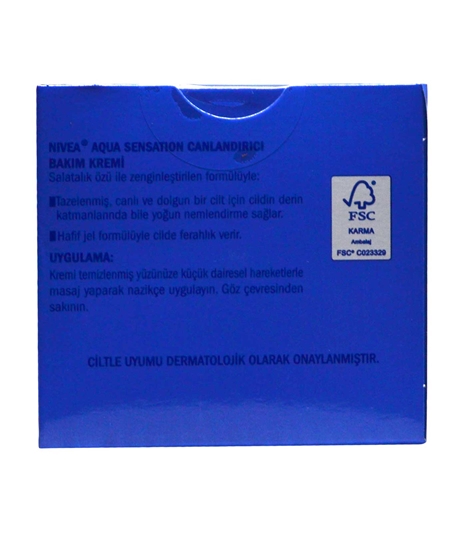 NIVEA® AQUA SENSATION CANLANDIRICI
BAKIM KREMİ
Salatalık özü ile zenginleştirilen formülüyle:
Tazelenmiş, canlı ve dolgun bir cilt için cildin derin
katmanlarında bile yoğun nemlendirme sağlar.
Hafif jel formülüyle cilde ferahlık verir.
UYGULAMA:
Kremi temizlenmiş yüzünüze küçük dairesel hareketlerle
masaj yaparak nazikçe uygulayın. Göz çevresinden
sakının.
CİLTLE UYUMU DERMATOLOJİK OLARAK ONAYLANMIŞTIR.
FSC
KARMA
Ambalaj
FSC® C023329